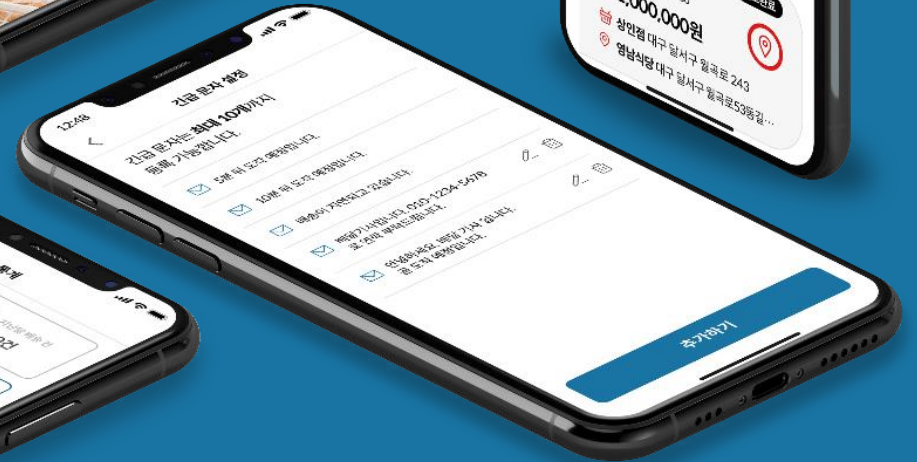 12:48
긴급 문자 설정
긴급 문자는 최대 10개까지
등록 가능합니다.
5분 뒤 도착 예정입니다.
10분 뒤 도착 예정입니다.
배송이 지연되고 있습니다.
배달기사입니다. 010-1234-5678
로 연락 부탁드립니다.
안녕하세요 배달 기사 입니다.
곧 도착 예정입니다.
추가하기
000,000원
상인점 대구 달서구 월곡로 243
영남식당 대구 달서구 월곡로53동길...